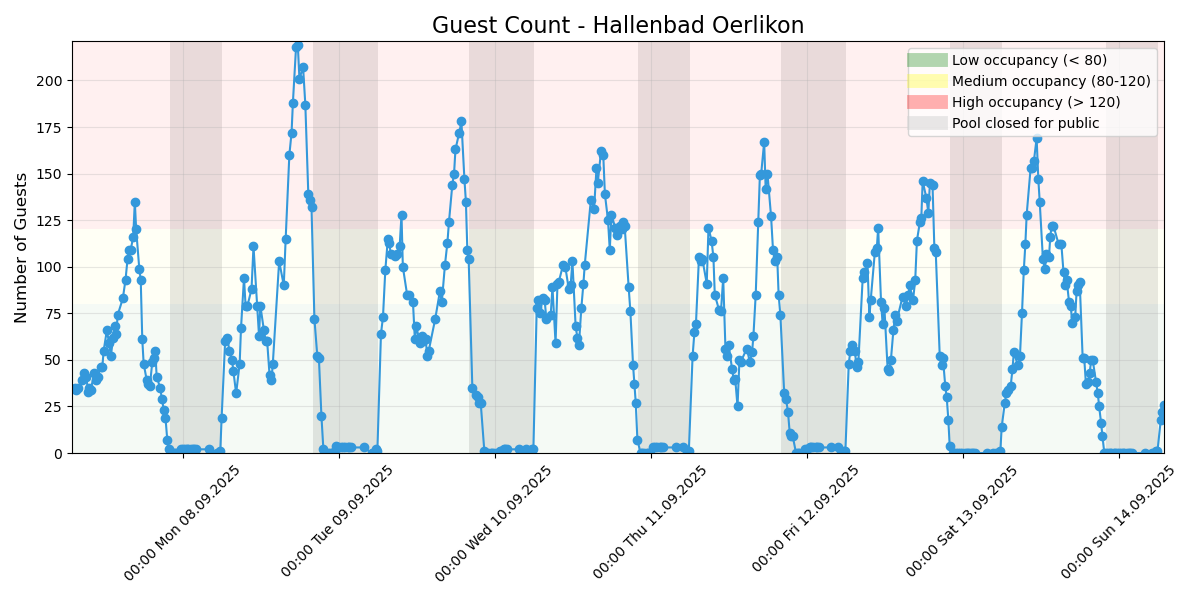 Guest Count - Hallenbad Oerlikon
Number of Guests
200
175
150
125
100
75
50
25
0
Low occupancy (< 80)
Medium occupancy (80-120)
High occupancy (> 120)
Pool closed for public
00:00 Mon 08.09.2025
00:00 Tue 09.09.2025
00:00 Wed 10.09.2025
00:00 Thu 11.09.2025
00:00 Fri 12.09.2025
00:00 Sat 13.09.2025
00:00 Sun 14.09.2025